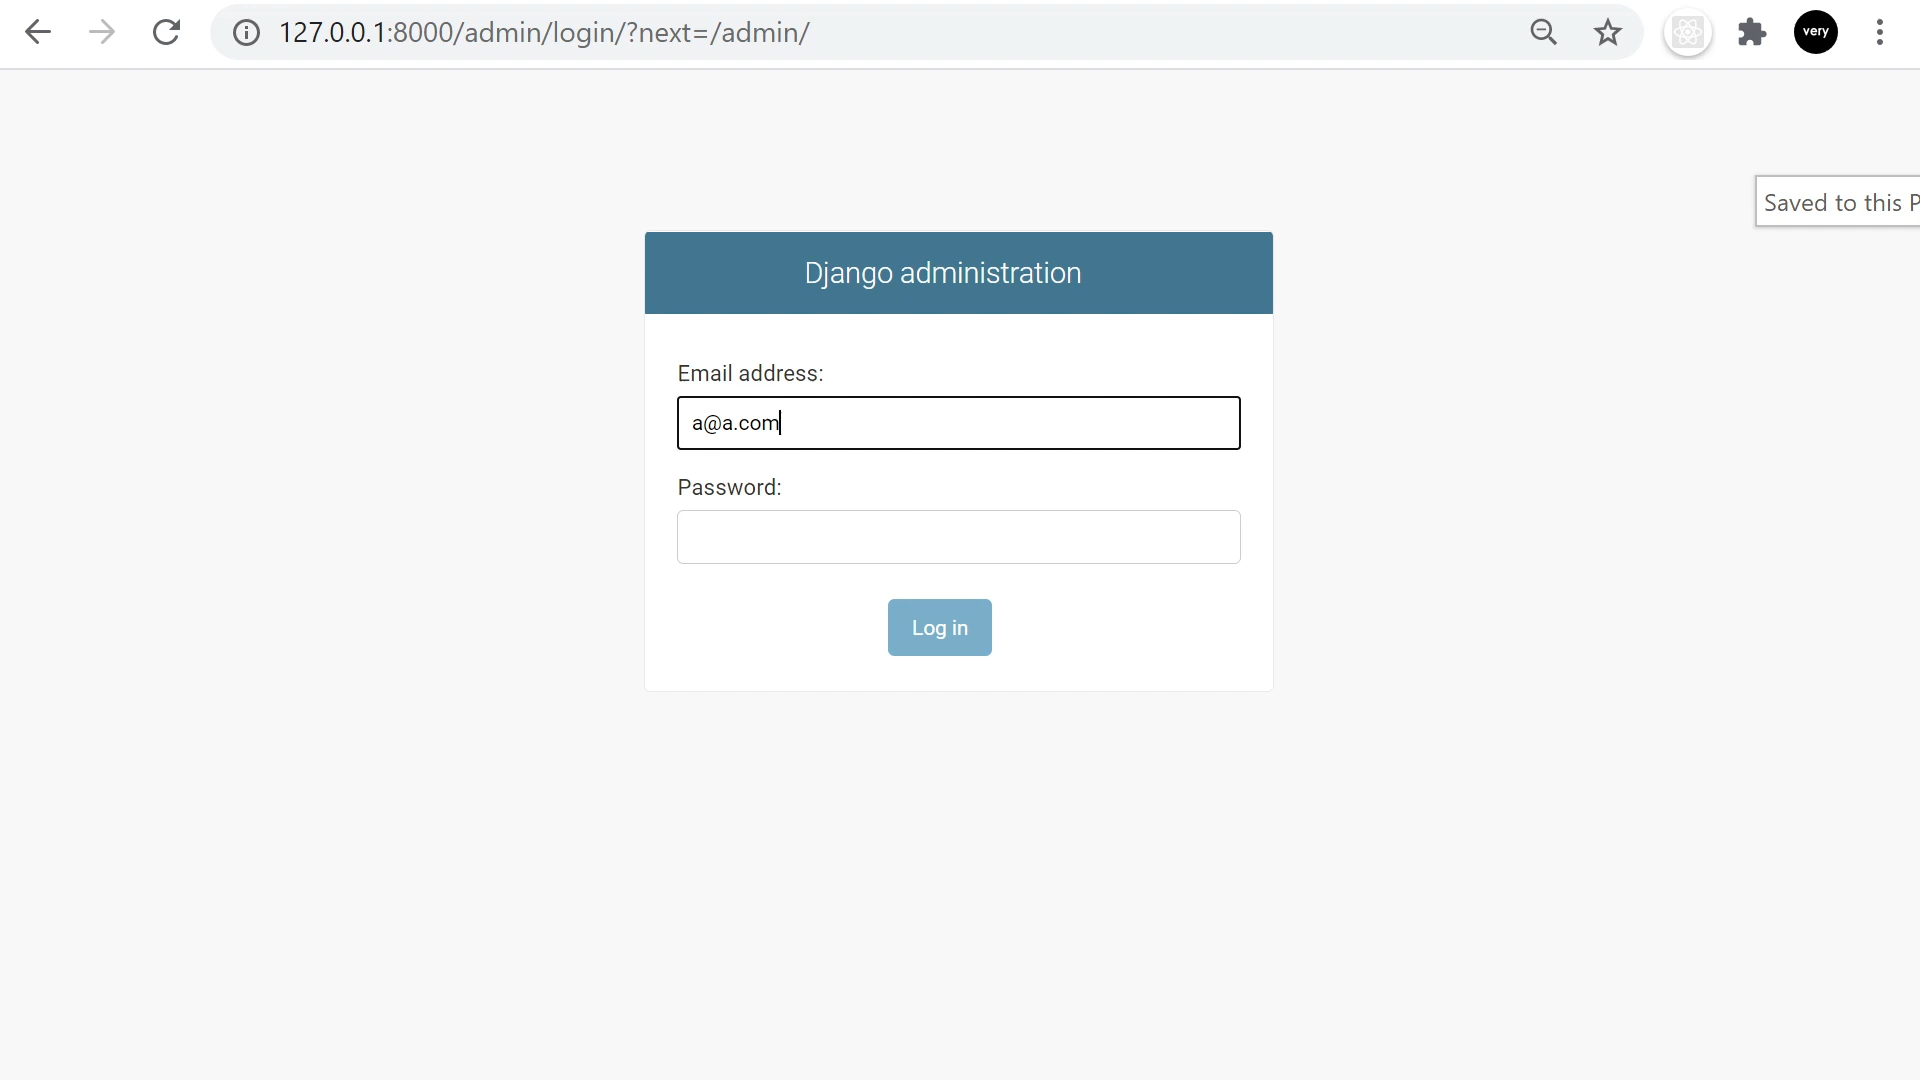 127.0.0.1:8000/admin/login/?next=/admin/
very
Saved to this P
Django administration
Email address:
a@a.com
Password:
Log in